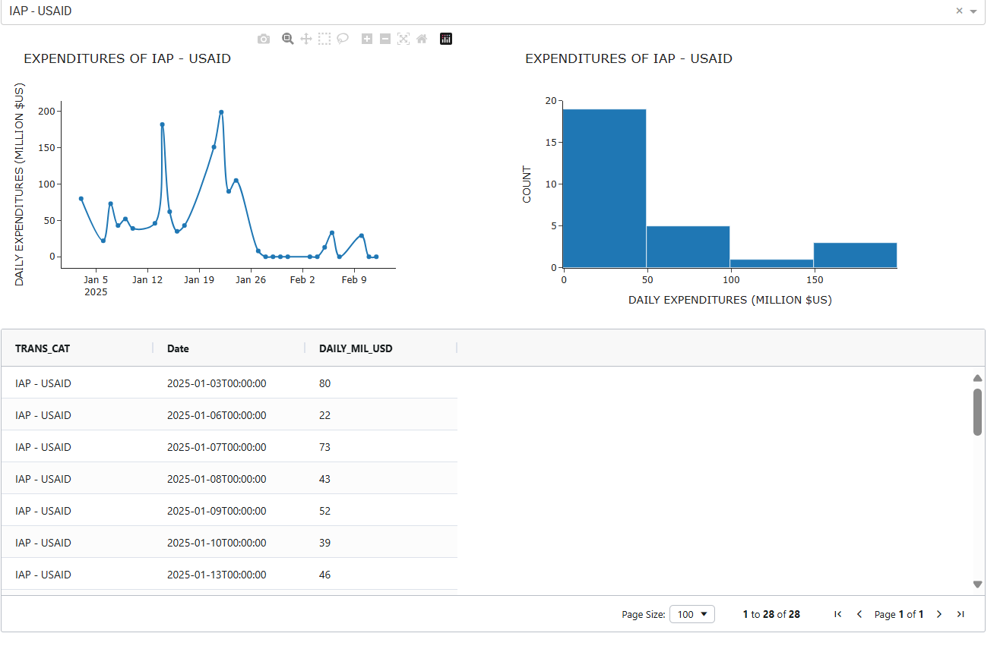 IAP - USAID
EXPENDITURES OF IAP - USAID
DAILY EXPENDITURES (MILLION $US)
200
150
100
50
0
Jan 5 Jan 12 Jan 19 Jan 26 Feb 2 Feb 9
2025
EXPENDITURES OF IAP - USAID
COUNT
20
15
10
5
0
0 50 100 150
DAILY EXPENDITURES (MILLION $US)
TRANS_CAT Date DAILY_MIL_USD
IAP - USAID 2025-01-03T00:00:00 80
IAP - USAID 2025-01-06T00:00:00 22
IAP - USAID 2025-01-07T00:00:00 73
IAP - USAID 2025-01-08T00:00:00 43
IAP - USAID 2025-01-09T00:00:00 52
IAP - USAID 2025-01-10T00:00:00 39
IAP - USAID 2025-01-13T00:00:00 46
Page Size: 100 1 to 28 of 28 Page 1 of 1